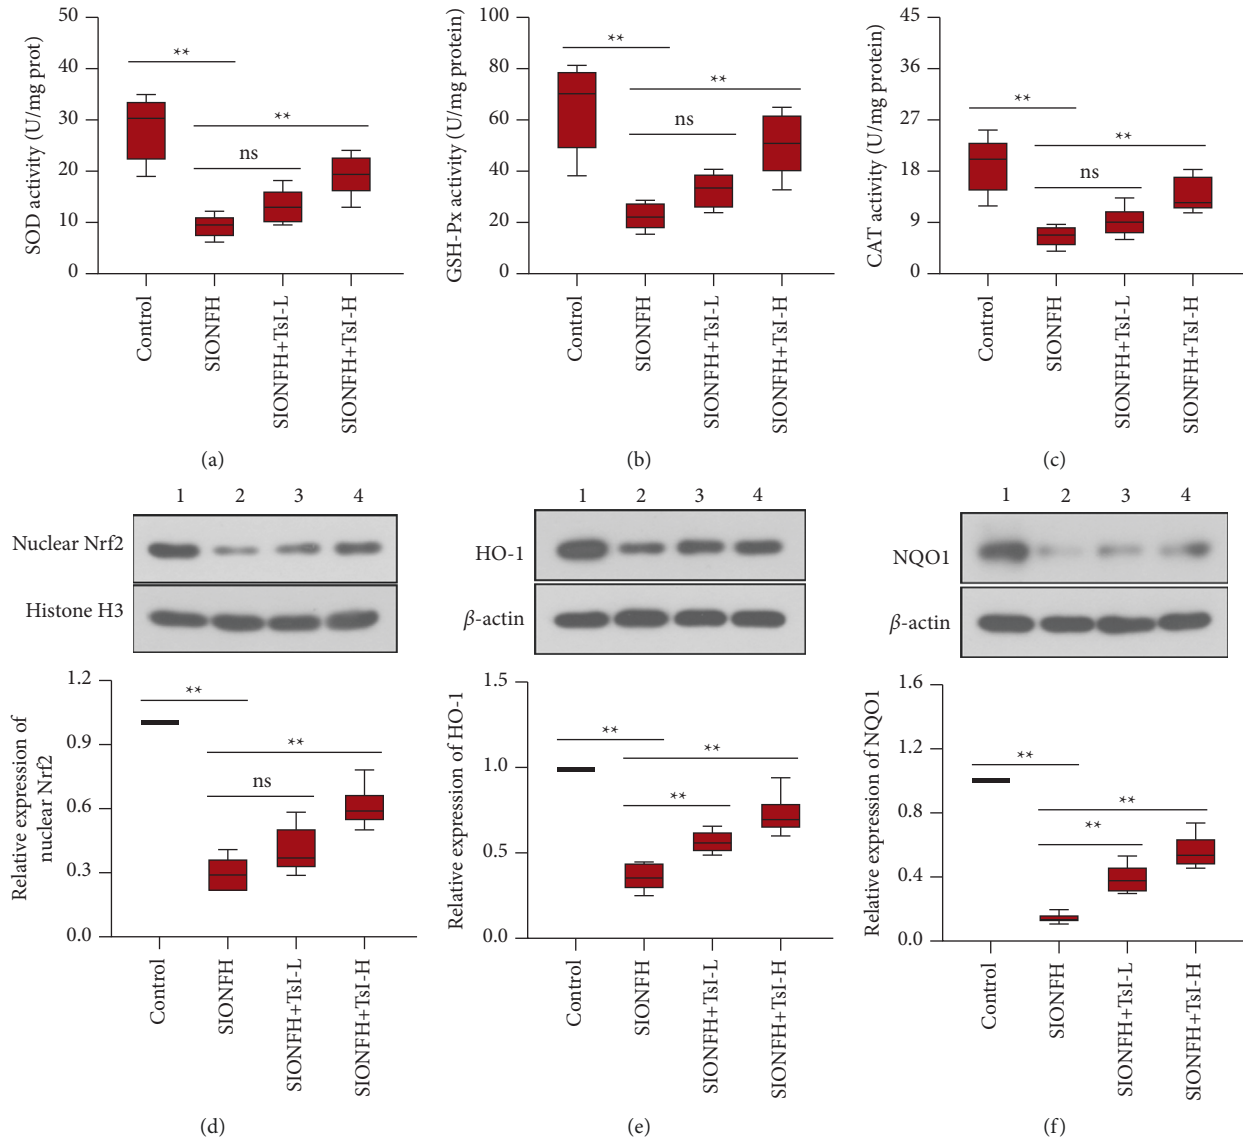 SOD activity (U/mg prot)
50
40
30
20
10
0
**
**
ns
Control
SIONFH
SIONFH+TsI-L
SIONFH+TsI-H
(a)
GSH-Px activity (U/mg protein)
100
80
60
40
20
0
**
**
ns
Control
SIONFH
SIONFH+TsI-L
SIONFH+TsI-H
(b)
CAT activity (U/mg protein)
45
36
27
18
9
0
**
**
ns
Control
SIONFH
SIONFH+TsI-L
SIONFH+TsI-H
(c)
1 2 3 4
Nuclear Nrf2
Histone H3
Relative expression of
nuclear Nrf2
1.2
0.9
0.6
0.3
0.0
**
**
ns
Control
SIONFH
SIONFH+TsI-L
SIONFH+TsI-H
(d)
1 2 3 4
HO-1
β-actin
Relative expression of HO-1
1.5
1.0
0.5
0.0
**
**
**
Control
SIONFH
SIONFH+TsI-L
SIONFH+TsI-H
(e)
1 2 3 4
NQO1
β-actin
Relative expression of NQO1
1.6
1.2
0.8
0.4
0.0
**
**
**
Control
SIONFH
SIONFH+TsI-L
SIONFH+TsI-H
(f)